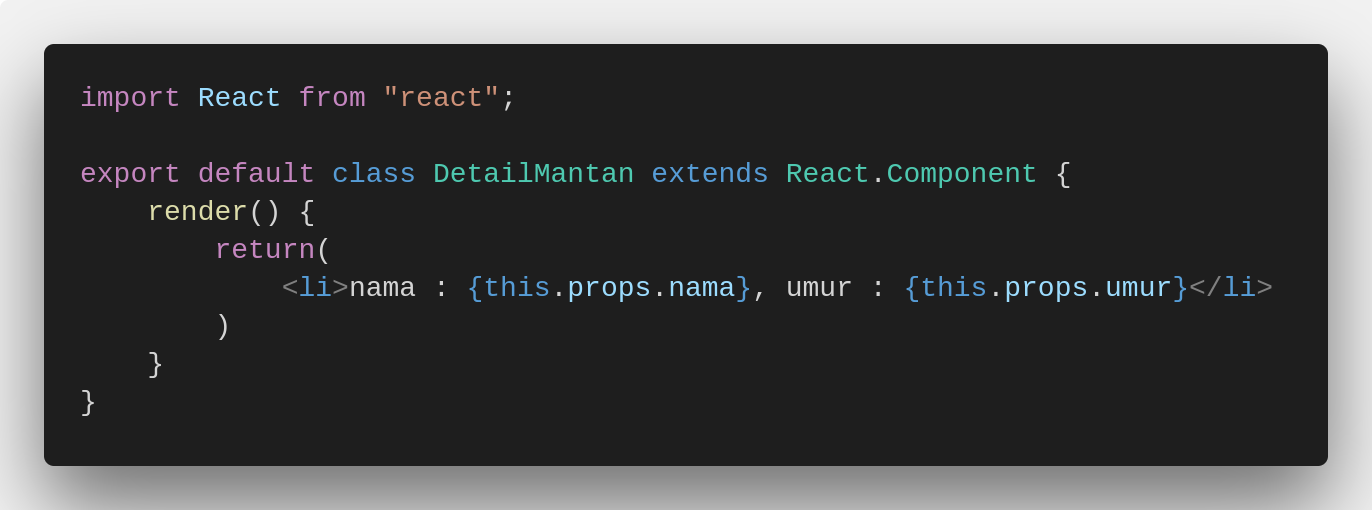 import React from "react";

export default class DetailMantan extends React.Component {
    render() {
        return(
            <li>nama : {this.props.nama}, umur : {this.props.umur}</li>
        )
    }
}